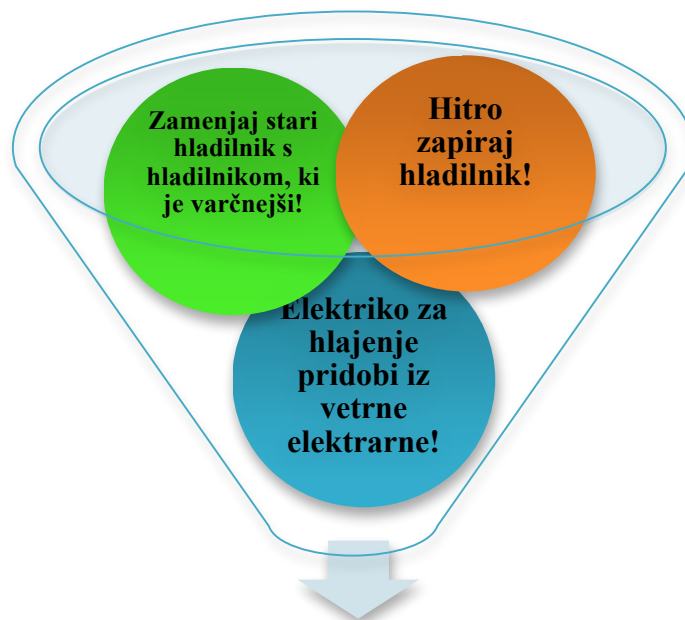 Zamenjaj stari
hladilnik s
hladilnikom, ki
je varčnejši!
Hitro
zapiraj
hladilnik!
Elektriko za
hlajenje
pridobi iz
vetrne
elektrarne!